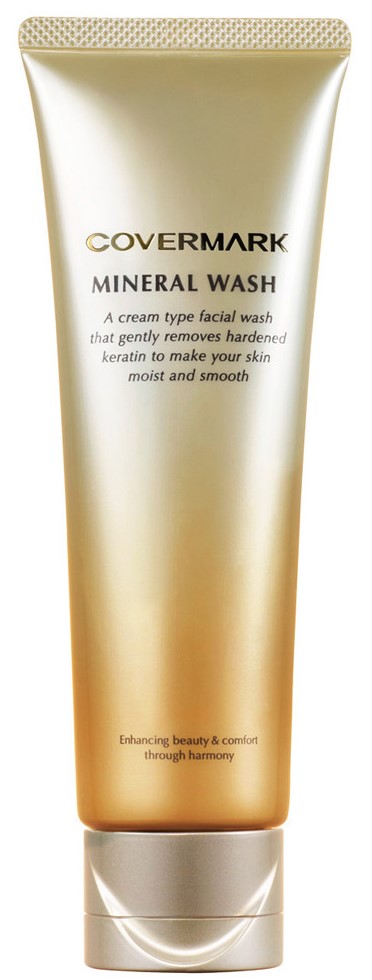 COVERMARK
MINERAL WASH
A cream type facial wash
that gently removes hardened
keratin to make your skin
moist and smooth
Enhancing beauty & comfort
through harmony